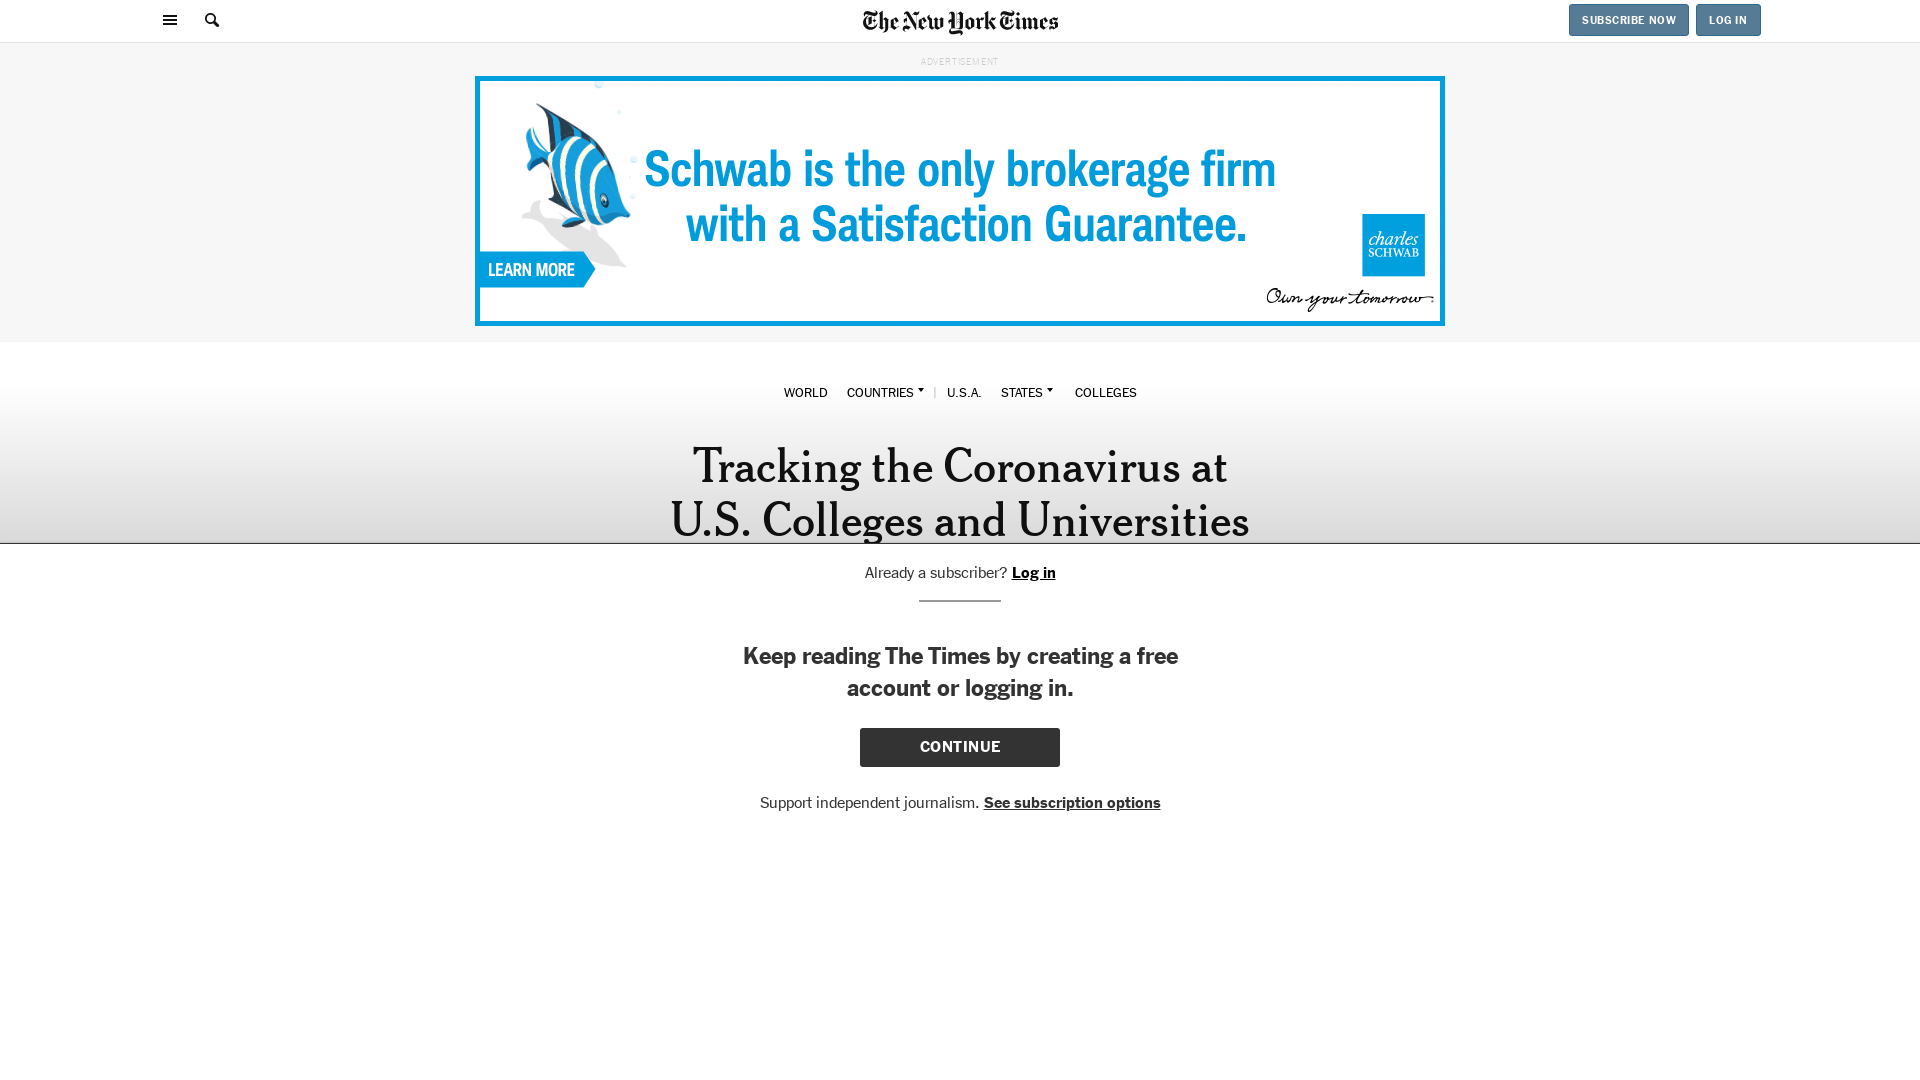 The New York Times
SUBSCRIBE NOW
LOG IN
ADVERTISEMENT
Schwab is the only brokerage firm
with a Satisfaction Guarantee.
LEARN MORE
charles
SCHWAB
Own your tomorrow.
WORLD COUNTRIES | U.S.A. STATES COLLEGES
Tracking the Coronavirus at
U.S. Colleges and Universities
Already a subscriber? Log in
Keep reading The Times by creating a free
account or logging in.
CONTINUE
Support independent journalism. See subscription options